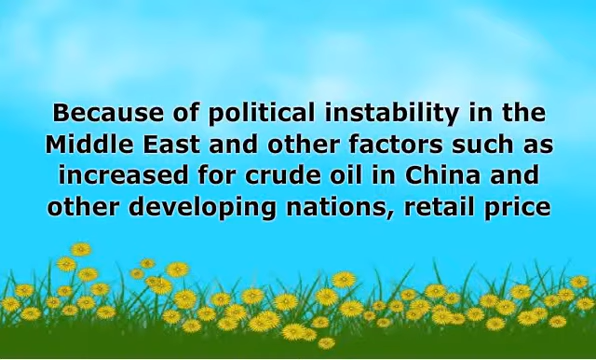 Because of political instability in the
Middle East and other factors such as
increased for crude oil in China and
other developing nations, retail price